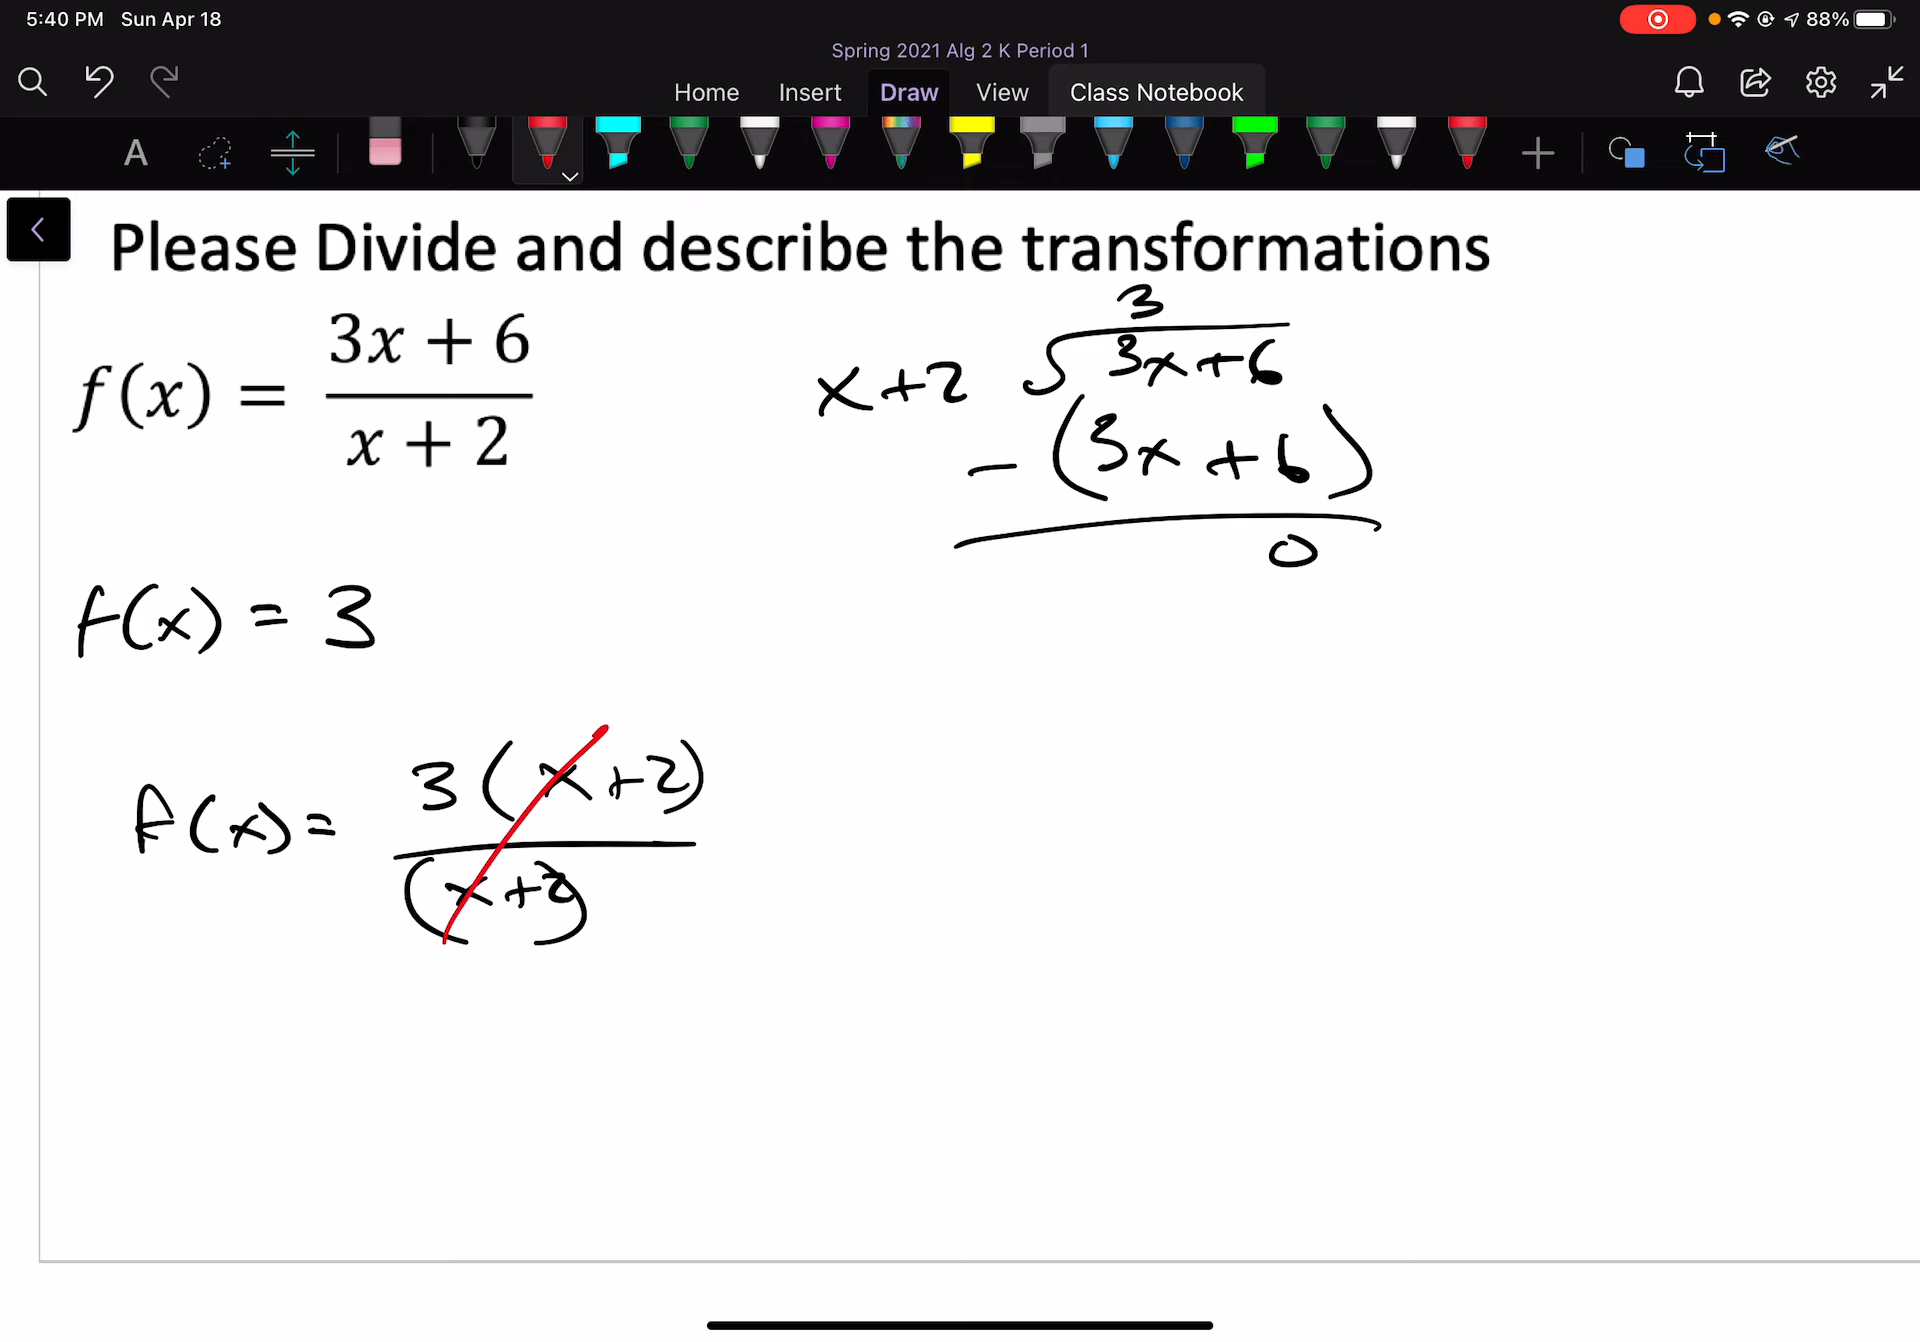 5:40 PM Sun Apr 18
88%
Spring 2021 Alg 2 K Period 1
Home Insert Draw View Class Notebook
A
Please Divide and describe the transformations
f(x) = (3x + 6)/(x + 2)
3
x+2 √3x+6
- (3x + 6)
0
f(x) = 3
f(x) = 3(x+2)/(x+2)